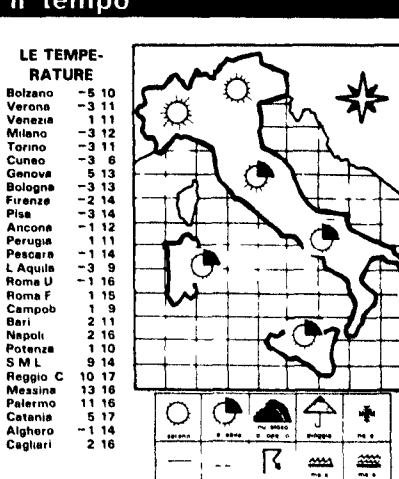 il tempo
LE TEMPE-
RATURE
Bolzano -5 10
Verona -3 11
Venezia 1 11
Milano -3 12
Torino -3 11
Cuneo -3 6
Genova 5 13
Bologna -3 13
Firenze -2 14
Pisa -3 14
Ancona -1 12
Perugia 1 11
Pescara -1 14
L Aquila -3 9
Roma U -1 16
Roma F 1 15
Campob 1 9
Bari 2 11
Napoli 2 16
Potenza 1 10
S M L 9 14
Reggio C 10 17
Messina 13 16
Palermo 11 16
Catania 5 17
Alghero -1 14
Cagliari 2 16
sereno
pioggia